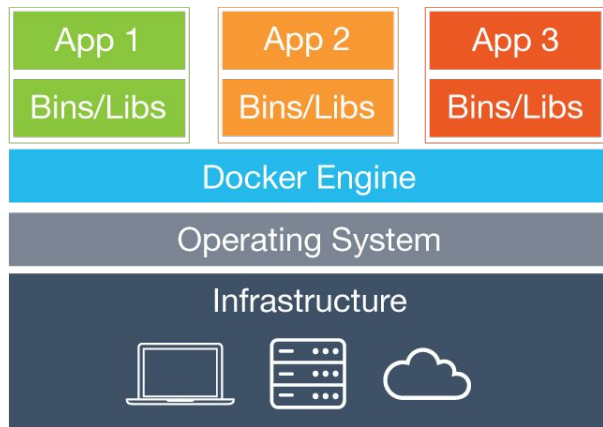 App 1
App 2
App 3
Bins/Libs
Bins/Libs
Bins/Libs
Docker Engine
Operating System
Infrastructure